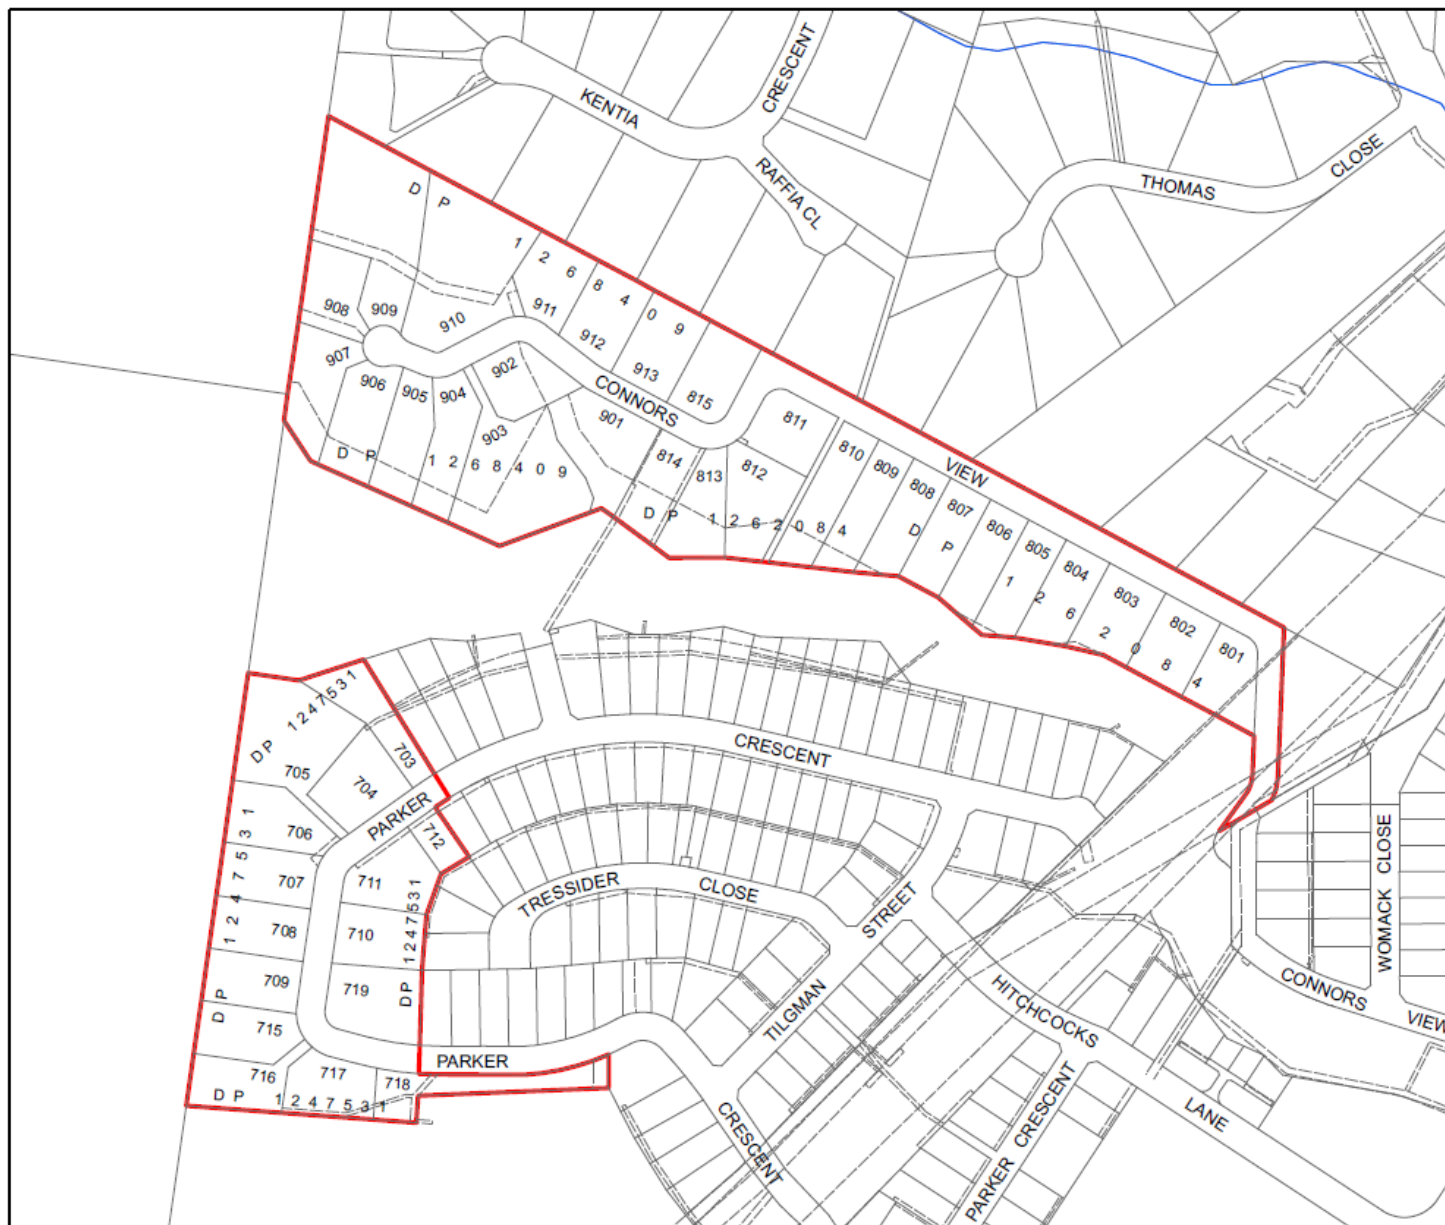 KENTIA
CRESCENT
RAFFIA CL
THOMAS
CLOSE
D P
1 2 6 8 4 0 9
908
909
910
911
912
913
815
907
906
905
904
902
903
901
CONNORS
VIEW
D P 1 2 6 8 4 0 9
814
813
812
811
810
809
808
807
806
805
804
803
802
801
D P 1 2 6 2 0 8 4
D P
1 2 6 2 0 8 4
D P 1 2 4 7 5 3 1
703
704
705
706
707
708
709
715
716
717
718
719
710
711
712
PARKER
CRESCENT
D P 1 2 4 7 5 3 1
D P 1 2 4 7 5 3 1
D P 1 2 4 7 5 3 1
TRESSIDER
CLOSE
TILGMAN
STREET
HITCHCOCKS
LANE
PARKER
CRESCENT
PARKER CRESCENT
WOMACK CLOSE
CONNORS
VIEW